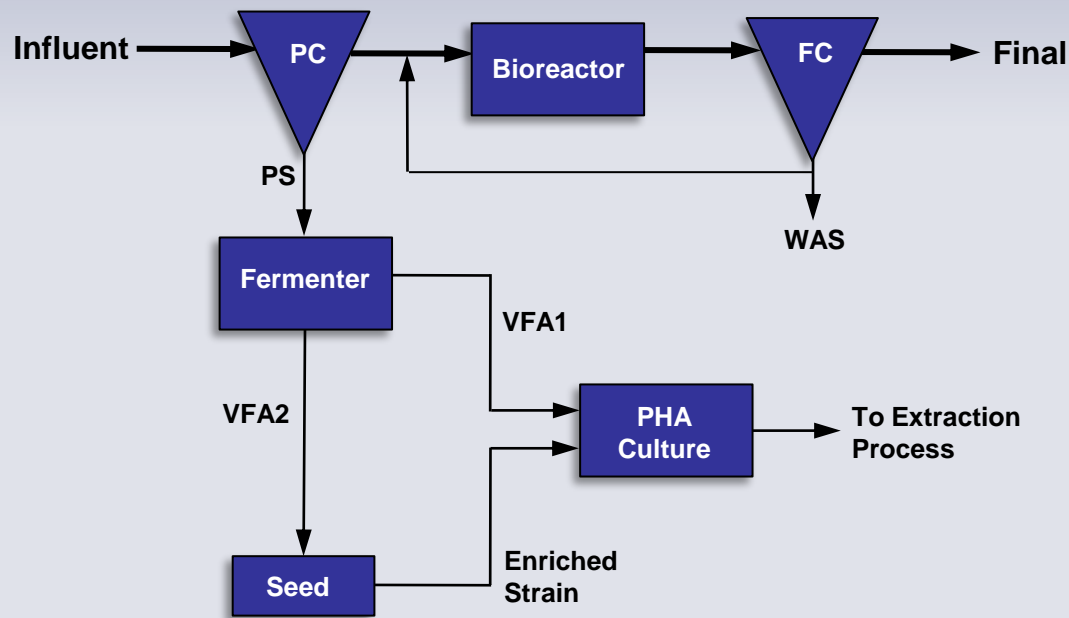 Influent
PC
Bioreactor
FC
Final
PS
WAS
Fermenter
VFA1
VFA2
PHA
Culture
To Extraction
Process
Seed
Enriched
Strain